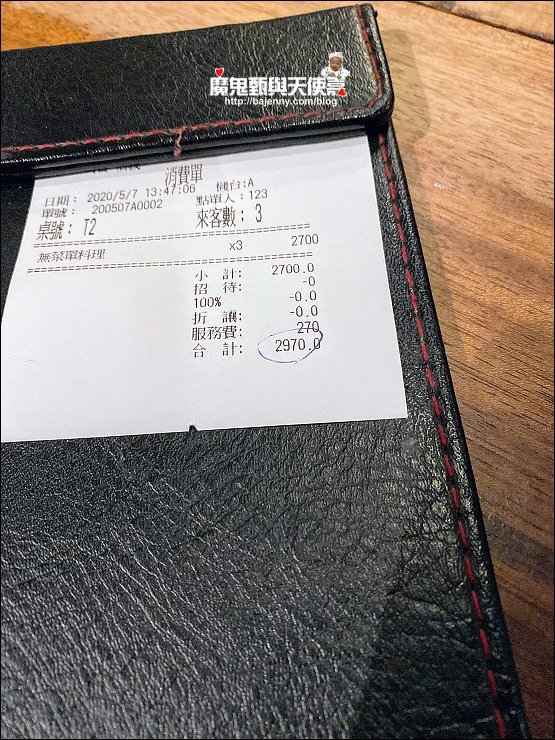 魔鬼甄與天使嘉
http://bajenny.com/blog
消費單
日期: 2020/5/7 13:47:06 機台:A
單號: 200507A0002 點單人:123
桌號: T2 來客數: 3
無菜單料理 x3 2700
小 計: 2700.0
招 待: -0
100% -0.0
折 讓: -0.0
服務費: 270
合 計: 2970.0